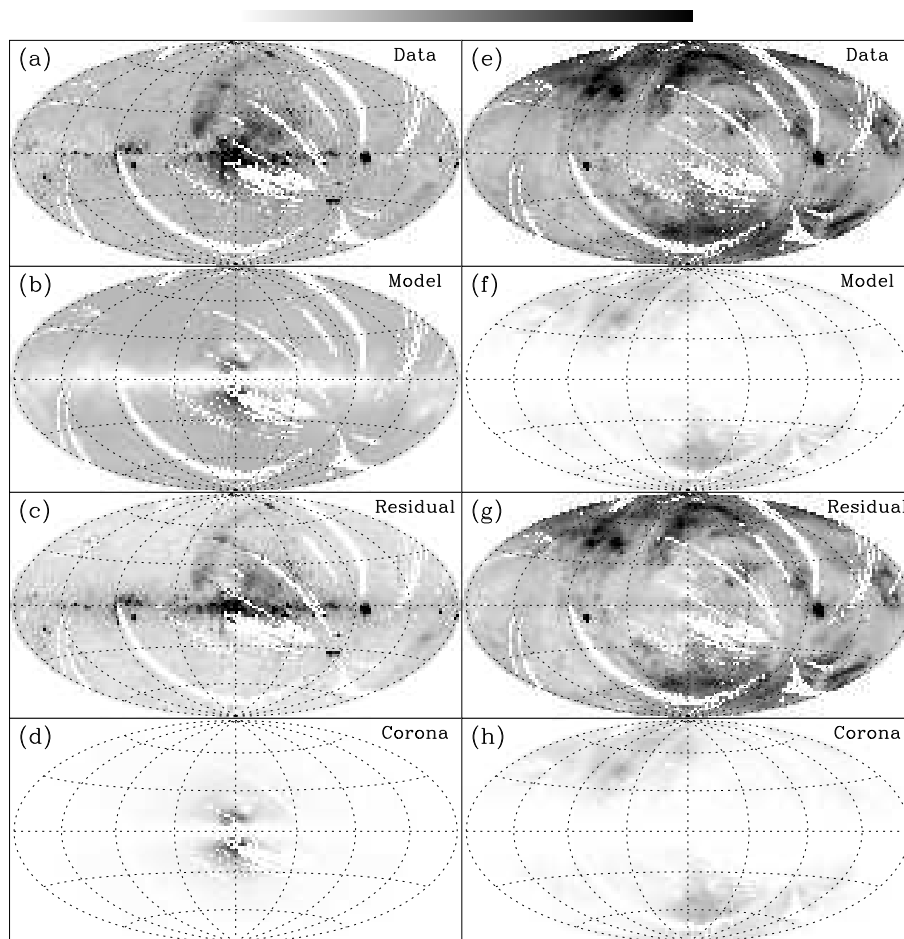 (a) Data
(e) Data
(b) Model
(f) Model
(c) Residual
(g) Residual
(d) Corona
(h) Corona